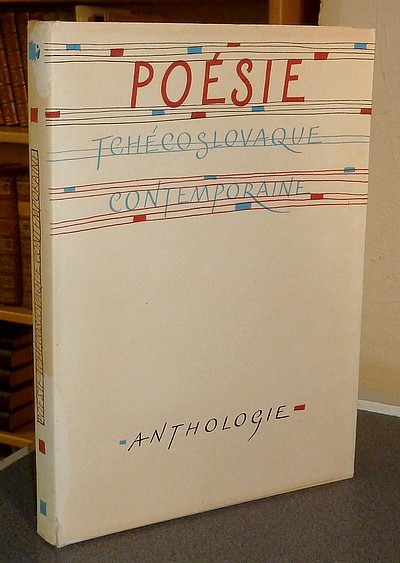 POÉSIE
TCHÉCOSLOVAQUE
CONTEMPORAINE
ANTHOLOGIE